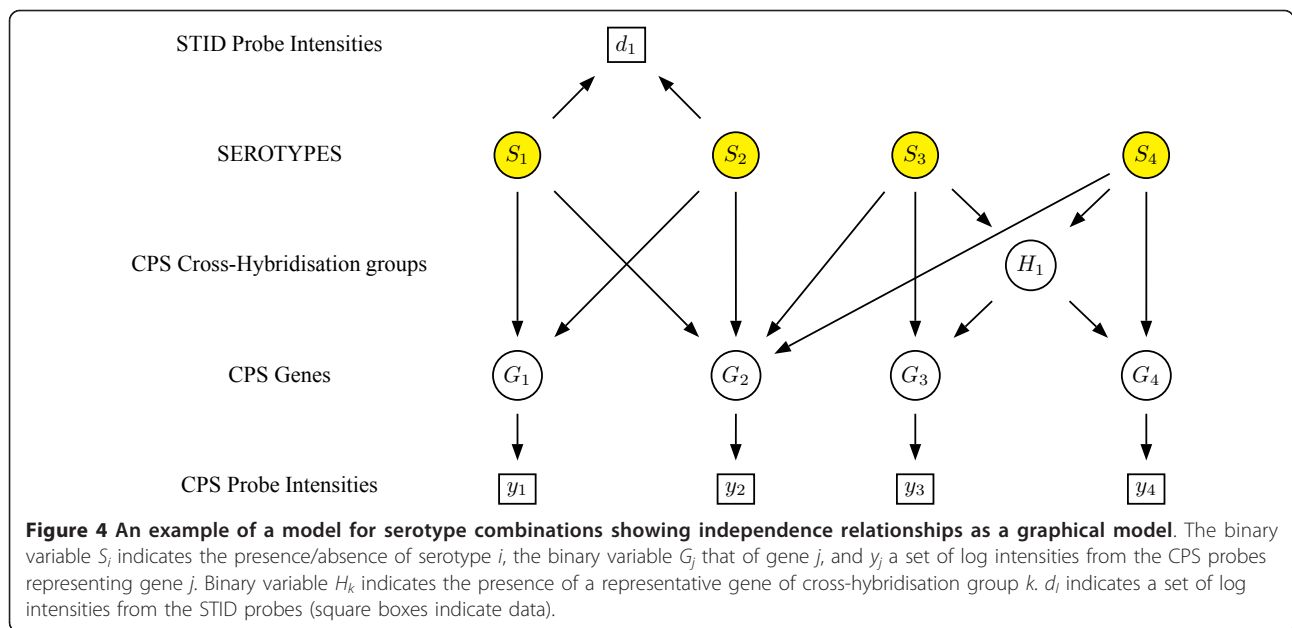 STID Probe Intensities
d₁
SEROTYPES
S₁ S₂ S₃ S₄
CPS Cross-Hybridisation groups
H₁
CPS Genes
G₁ G₂ G₃ G₄
CPS Probe Intensities
y₁ y₂ y₃ y₄
Figure 4 An example of a model for serotype combinations showing independence relationships as a graphical model. The binary
variable Sᵢ indicates the presence/absence of serotype i, the binary variable Gⱼ that of gene j, and yⱼ a set of log intensities from the CPS probes
representing gene j. Binary variable Hₖ indicates the presence of a representative gene of cross-hybridisation group k. dₗ indicates a set of log
intensities from the STID probes (square boxes indicate data).